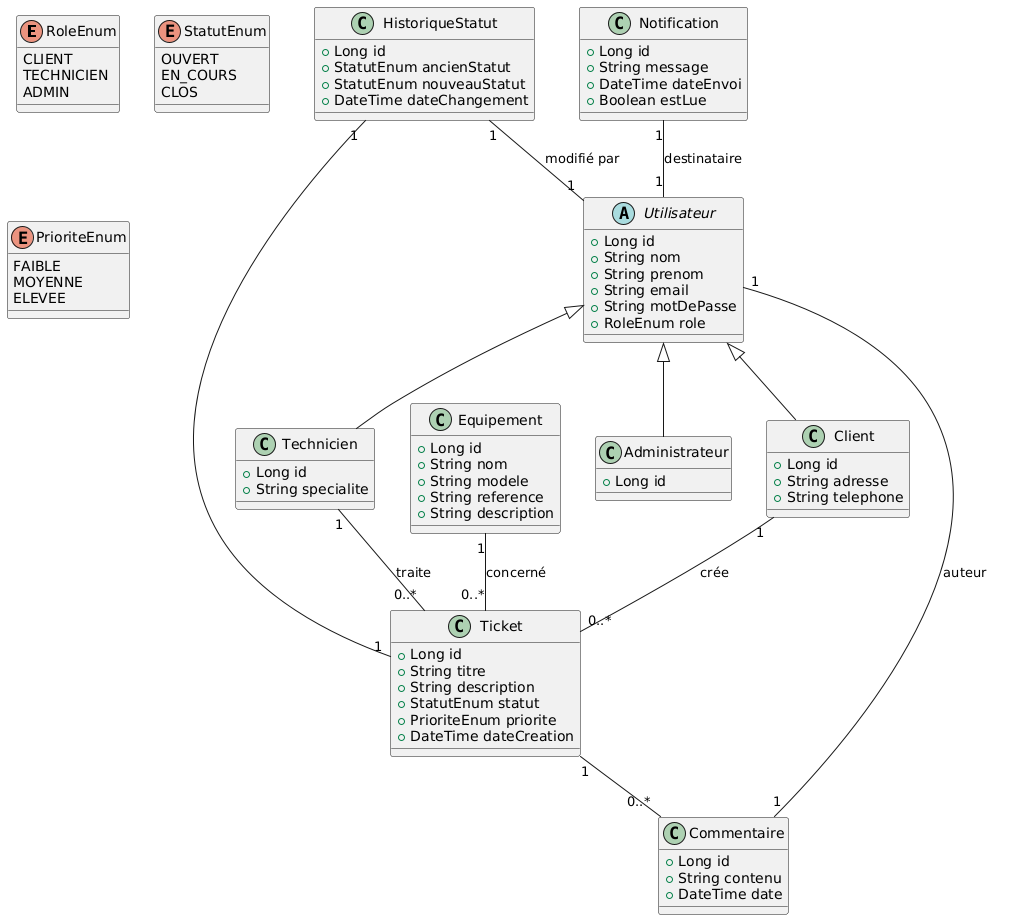 E RoleEnum
CLIENT
TECHNICIEN
ADMIN
E StatutEnum
OUVERT
EN_COURS
CLOS
C HistoriqueStatut
Long id
StatutEnum ancienStatut
StatutEnum nouveauStatut
DateTime dateChangement
C Notification
Long id
String message
DateTime dateEnvoi
Boolean estLue
1
1
1
modifié par
destinataire
1
1
E PrioriteEnum
FAIBLE
MOYENNE
ELEVEE
A Utilisateur
Long id
String nom
String prenom
String email
String motDePasse
RoleEnum role
1
C Technicien
Long id
String specialite
C Equipement
Long id
String nom
String modele
String reference
String description
C Administrateur
Long id
C Client
Long id
String adresse
String telephone
1
1
1
traite
concerné
crée
auteur
0..*
0..*
0..*
1
C Ticket
Long id
String titre
String description
StatutEnum statut
PrioriteEnum priorite
DateTime dateCreation
1
0..*
1
C Commentaire
Long id
String contenu
DateTime date